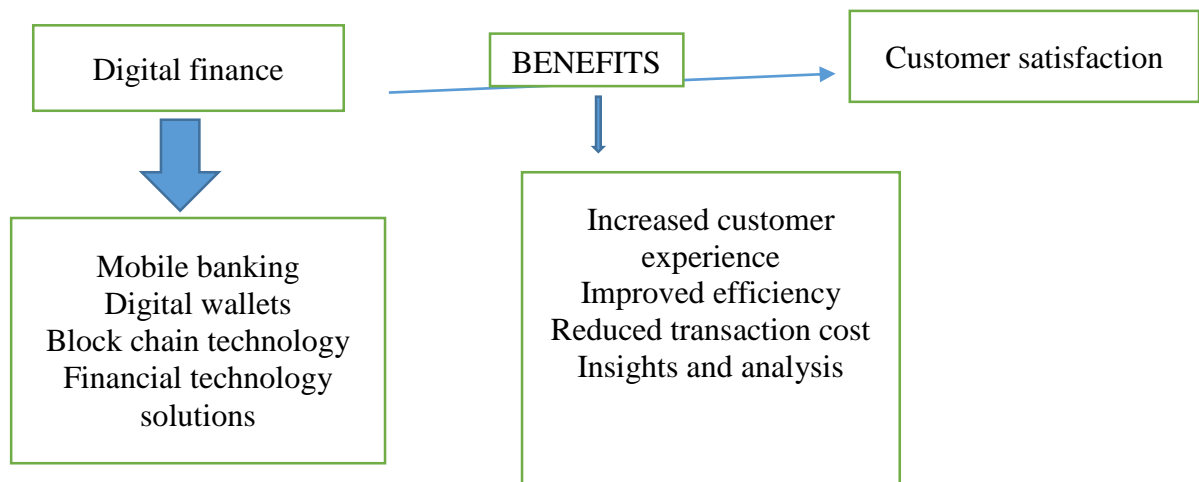 Digital finance
BENEFITS
Customer satisfaction
Mobile banking
Digital wallets
Block chain technology
Financial technology
solutions
Increased customer
experience
Improved efficiency
Reduced transaction cost
Insights and analysis